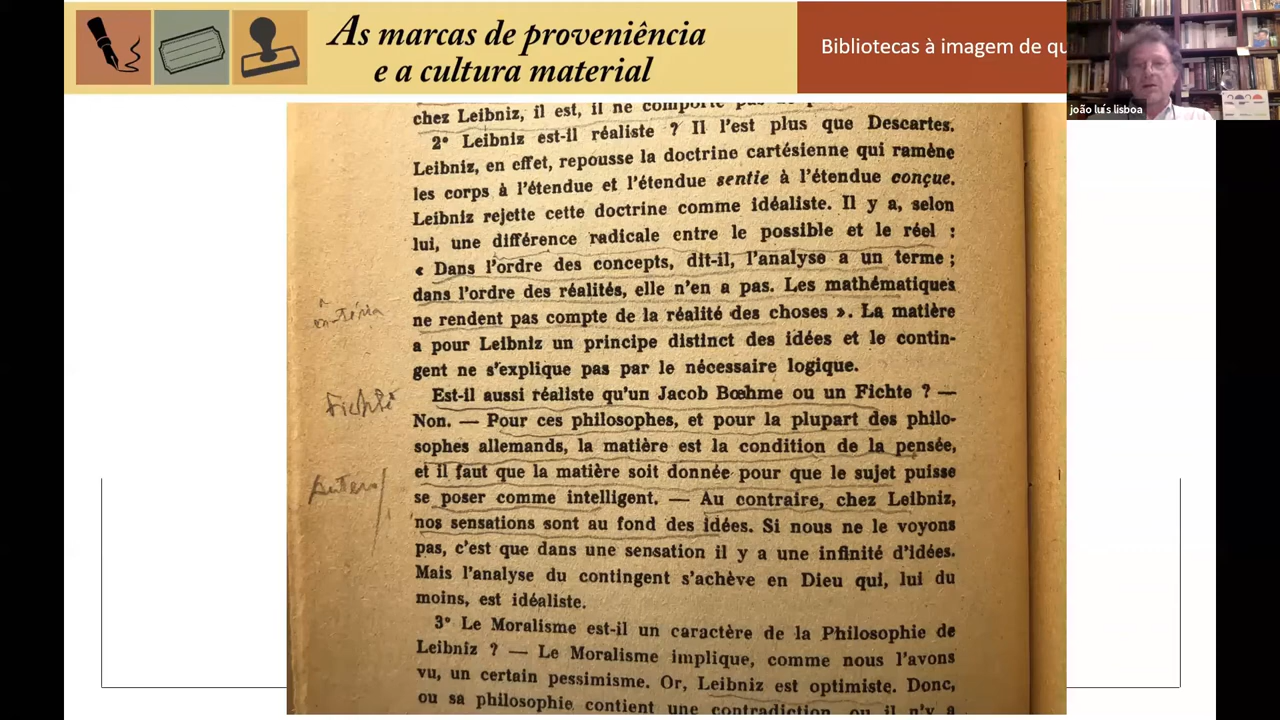 As marcas de proveniência
e a cultura material
Bibliotecas à imagem de qu
joão luís lisboa
chez Leibniz, il est, il ne comporte pas
2° Leibniz est-il réaliste ? Il l'est plus que Descartes.
Leibniz, en effet, repousse la doctrine cartésienne qui ramène
les corps à l'étendue et l'étendue sentie à l'étendue conçue.
Leibniz rejette cette doctrine comme idéaliste. Il y a, selon
lui, une différence radicale entre le possible et le réel :
« Dans l'ordre des concepts, dit-il, l'analyse a un terme ;
dans l'ordre des réalités, elle n'en a pas. Les mathématiques
ne rendent pas compte de la réalité des choses ». La matière
a pour Leibniz un principe distinct des idées et le contin-
gent ne s'explique pas par le nécessaire logique.
Est-il aussi réaliste qu'un Jacob Bœhme ou un Fichte ? —
Fichte
Non. — Pour ces philosophes, et pour la plupart des philo-
sophes allemands, la matière est la condition de la pensée,
et il faut que la matière soit donnée pour que le sujet puisse
se poser comme intelligent. — Au contraire, chez Leibniz,
nos sensations sont au fond des idées. Si nous ne le voyons
pas, c'est que dans une sensation il y a une infinité d'idées.
Mais l'analyse du contingent s'achève en Dieu qui, lui du
moins, est idéaliste.
3° Le Moralisme est-il un caractère de la Philosophie de
Leibniz ? — Le Moralisme implique, comme nous l'avons
vu, un certain pessimisme. Or, Leibniz est optimiste. Donc,
ou sa philosophie contient une contradiction, ou il n'y a